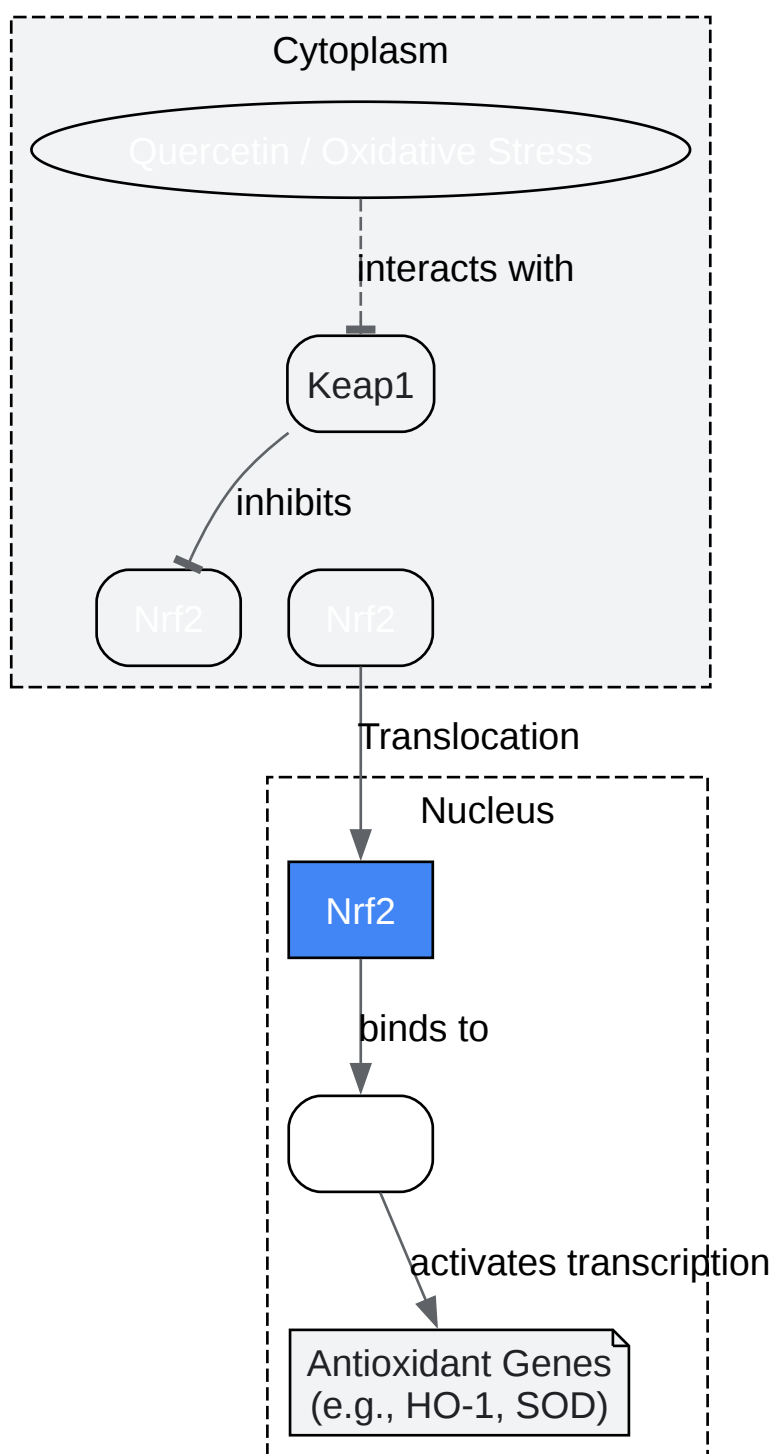 Cytoplasm
Quercetin / Oxidative Stress
interacts with
Keap1
inhibits
Nrf2
Nrf2
Translocation
Nucleus
Nrf2
binds to
activates transcription
Antioxidant Genes
(e.g., HO-1, SOD)